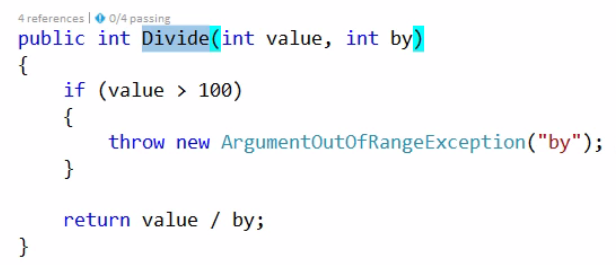 4 references | 0/4 passing
public int Divide(int value, int by)
{
    if (value > 100)
    {
        throw new ArgumentOutOfRangeException("by");
    }

    return value / by;
}